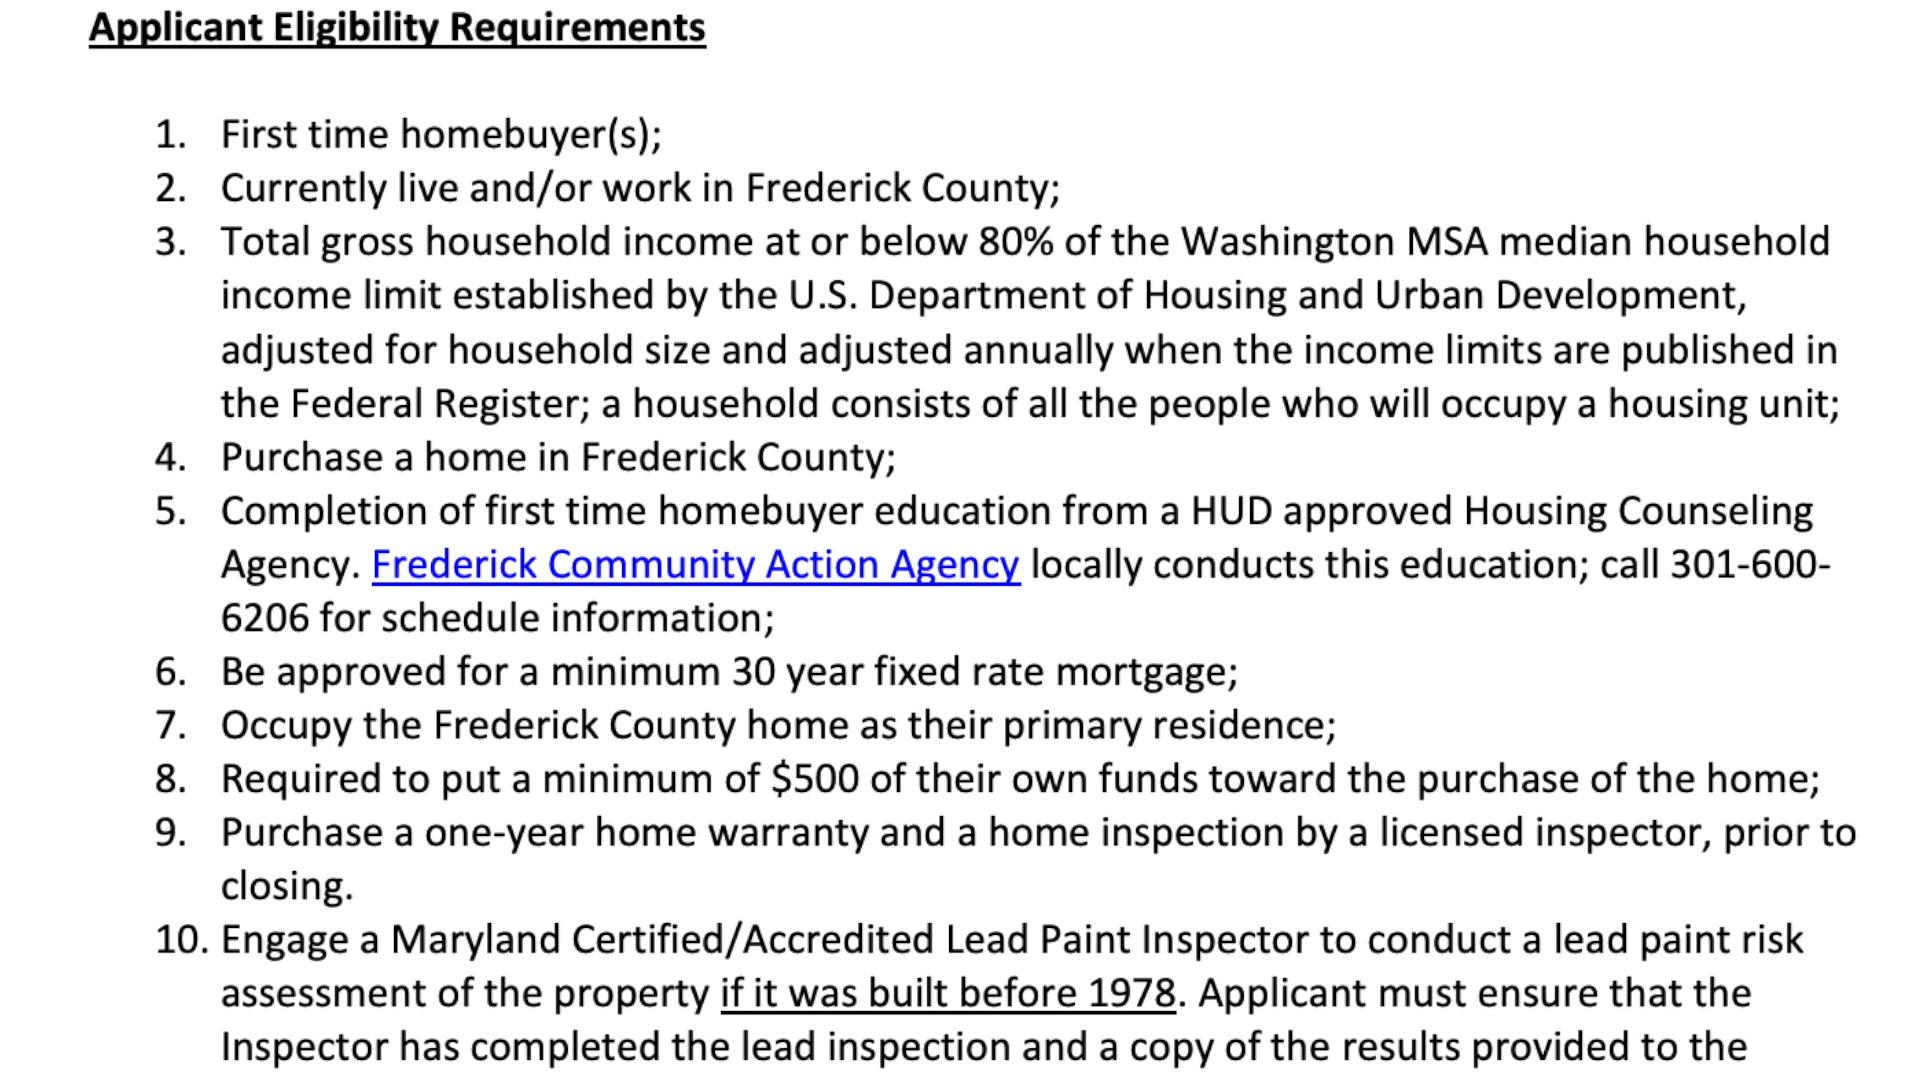 Applicant Eligibility Requirements
1. First time homebuyer(s);
2. Currently live and/or work in Frederick County;
3. Total gross household income at or below 80% of the Washington MSA median household
income limit established by the U.S. Department of Housing and Urban Development,
adjusted for household size and adjusted annually when the income limits are published in
the Federal Register; a household consists of all the people who will occupy a housing unit;
4. Purchase a home in Frederick County;
5. Completion of first time homebuyer education from a HUD approved Housing Counseling
Agency. Frederick Community Action Agency locally conducts this education; call 301-600-
6206 for schedule information;
6. Be approved for a minimum 30 year fixed rate mortgage;
7. Occupy the Frederick County home as their primary residence;
8. Required to put a minimum of $500 of their own funds toward the purchase of the home;
9. Purchase a one-year home warranty and a home inspection by a licensed inspector, prior to
closing.
10. Engage a Maryland Certified/Accredited Lead Paint Inspector to conduct a lead paint risk
assessment of the property if it was built before 1978. Applicant must ensure that the
Inspector has completed the lead inspection and a copy of the results provided to the